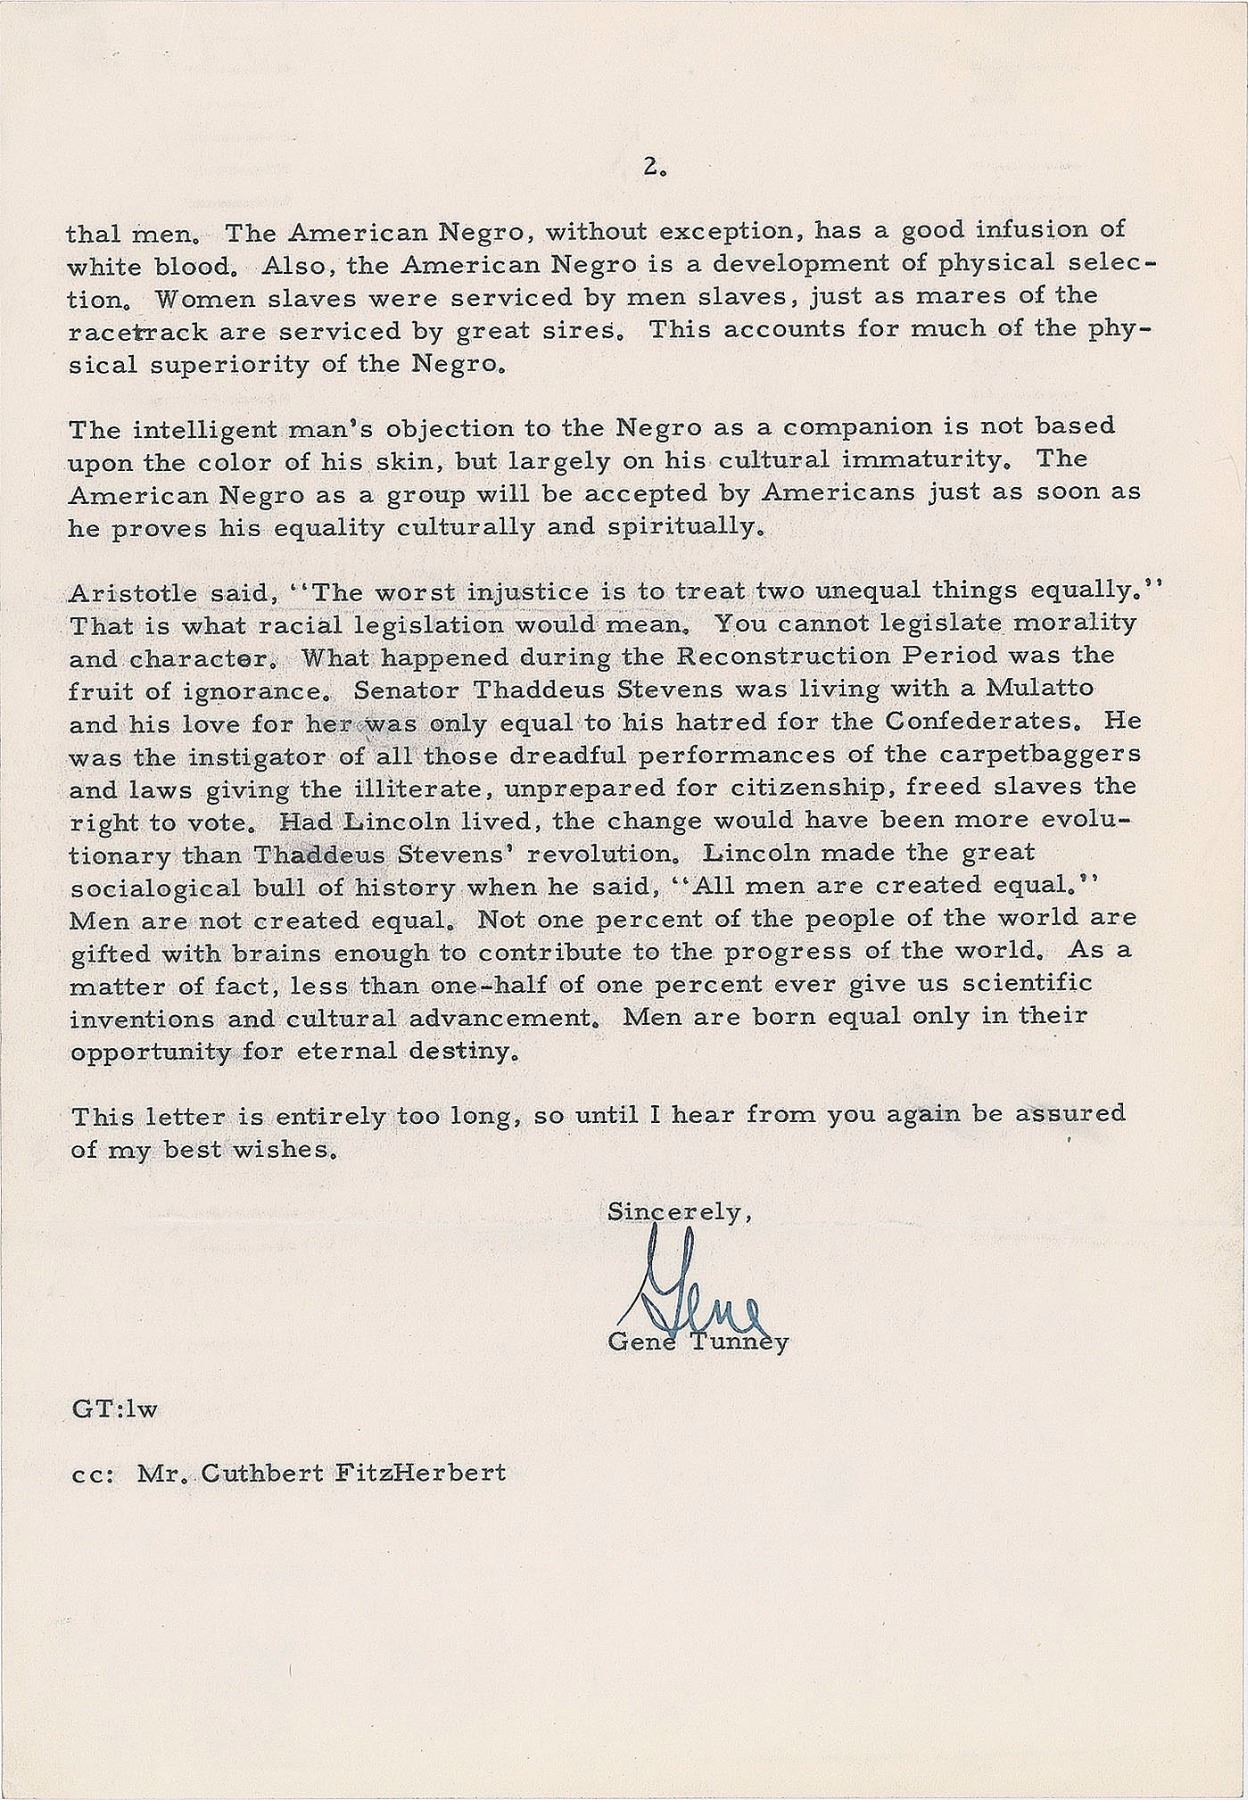 2.
thal men. The American Negro, without exception, has a good infusion of
white blood. Also, the American Negro is a development of physical selec-
tion. Women slaves were serviced by men slaves, just as mares of the
racetrack are serviced by great sires. This accounts for much of the phy-
sical superiority of the Negro.
The intelligent man's objection to the Negro as a companion is not based
upon the color of his skin, but largely on his cultural immaturity. The
American Negro as a group will be accepted by Americans just as soon as
he proves his equality culturally and spiritually.
Aristotle said, “The worst injustice is to treat two unequal things equally.”
That is what racial legislation would mean. You cannot legislate morality
and character. What happened during the Reconstruction Period was the
fruit of ignorance. Senator Thaddeus Stevens was living with a Mulatto
and his love for her was only equal to his hatred for the Confederates. He
was the instigator of all those dreadful performances of the carpetbaggers
and laws giving the illiterate, unprepared for citizenship, freed slaves the
right to vote. Had Lincoln lived, the change would have been more evolu-
tionary than Thaddeus Stevens' revolution. Lincoln made the great
socialogical bull of history when he said, “All men are created equal.”
Men are not created equal. Not one percent of the people of the world are
gifted with brains enough to contribute to the progress of the world. As a
matter of fact, less than one-half of one percent ever give us scientific
inventions and cultural advancement. Men are born equal only in their
opportunity for eternal destiny.
This letter is entirely too long, so until I hear from you again be assured
of my best wishes.
Sincerely,
Gene
Gene Tunney
GT:lw
cc: Mr. Cuthbert FitzHerbert